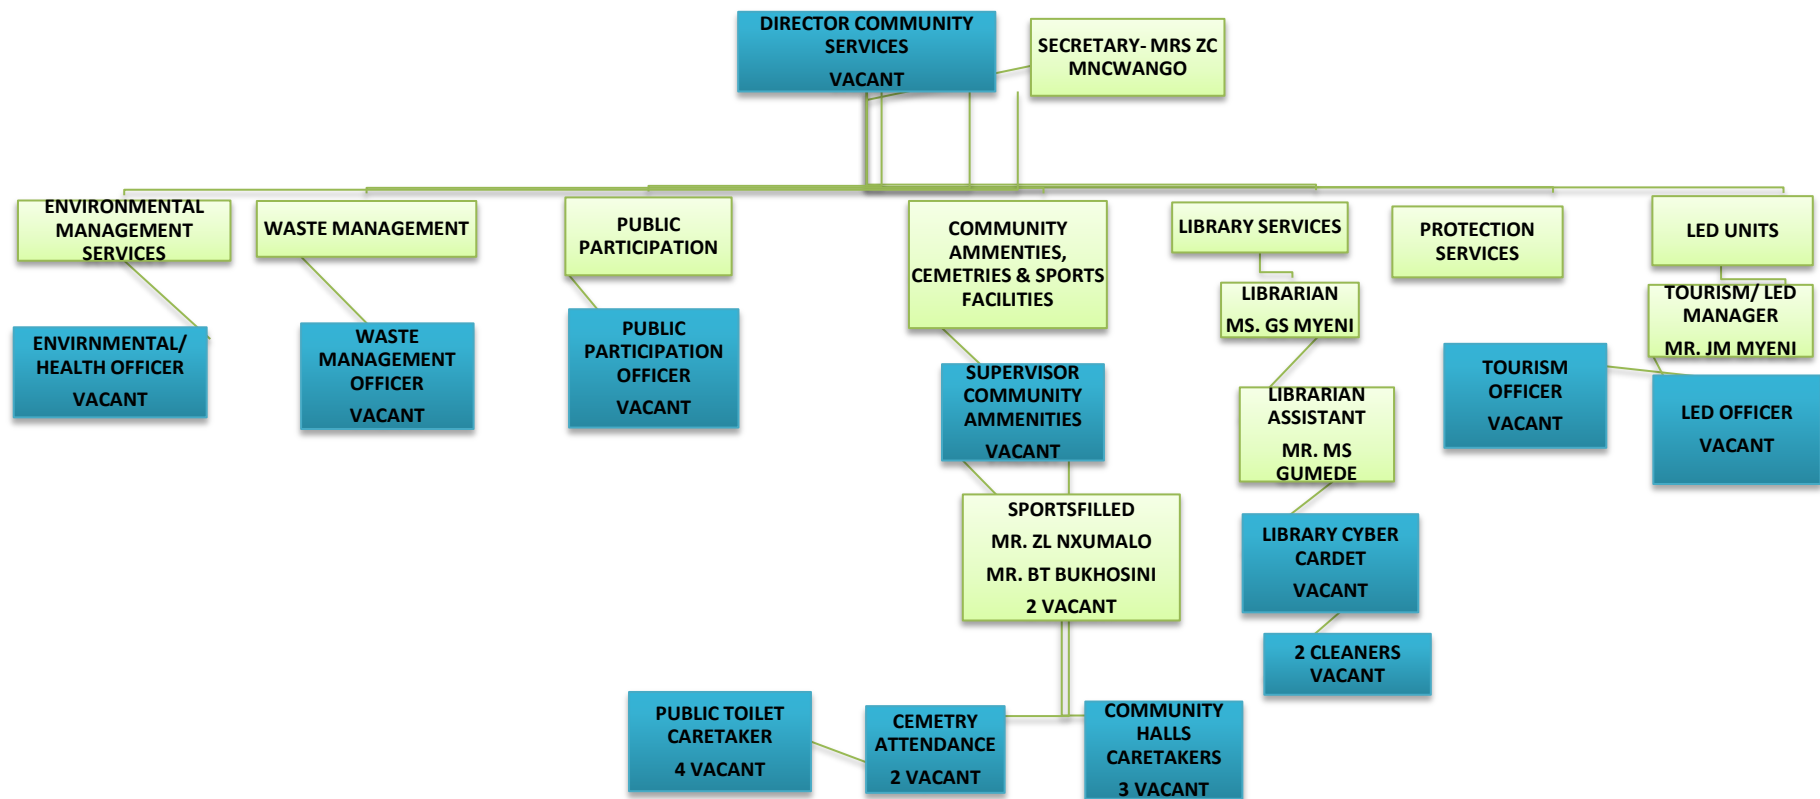 DIRECTOR COMMUNITY
SERVICES
VACANT
SECRETARY- MRS ZC
MNCWANGO
ENVIRONMENTAL
MANAGEMENT
SERVICES
WASTE MANAGEMENT
PUBLIC
PARTICIPATION
COMMUNITY
AMMENTIES,
CEMETRIES & SPORTS
FACILITIES
LIBRARY SERVICES
PROTECTION
SERVICES
LED UNITS
ENVIRNMENTAL/
HEALTH OFFICER
VACANT
WASTE
MANAGEMENT
OFFICER
VACANT
PUBLIC
PARTICIPATION
OFFICER
VACANT
SUPERVISOR
COMMUNITY
AMMENITIES
VACANT
LIBRARIAN
MS. GS MYENI
TOURISM/ LED
MANAGER
MR. JM MYENI
TOURISM
OFFICER
VACANT
LED OFFICER
VACANT
LIBRARIAN
ASSISTANT
MR. MS
GUMEDE
SPORTSFILLED
MR. ZL NXUMALO
MR. BT BUKHOSINI
2 VACANT
LIBRARY CYBER
CARDET
VACANT
2 CLEANERS
VACANT
PUBLIC TOILET
CARETAKER
4 VACANT
CEMETRY
ATTENDANCE
2 VACANT
COMMUNITY
HALLS
CARETAKERS
3 VACANT